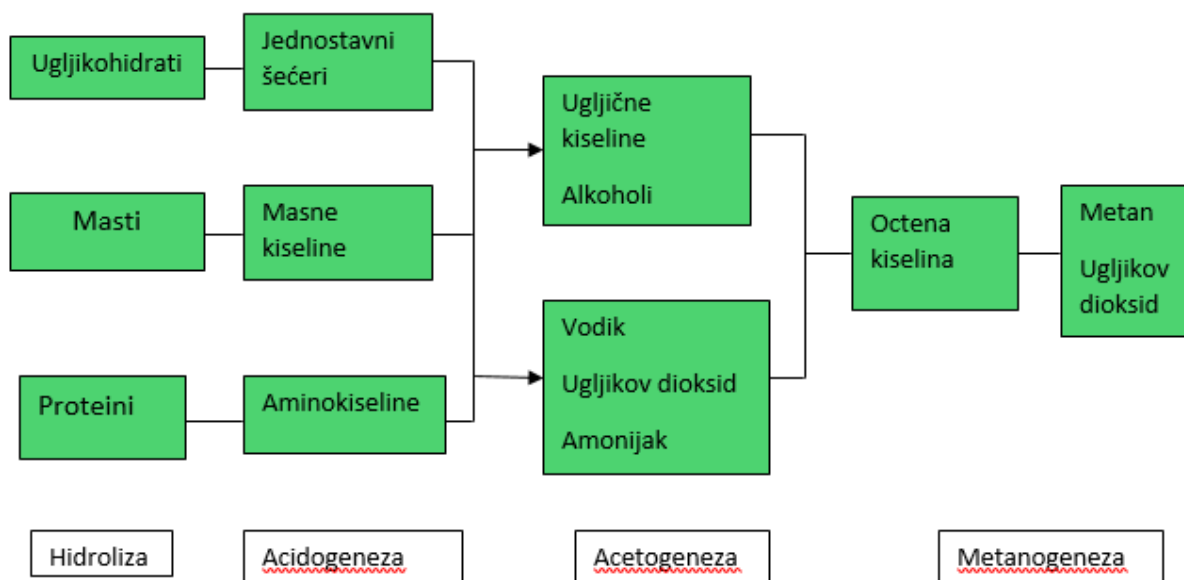 Ugljikohidrati
Jednostavni
šećeri
Masti
Masne
kiseline
Proteini
Aminokiseline
Ugljične
kiseline
Alkoholi
Vodik
Ugljikov dioksid
Amonijak
Octena
kiselina
Metan
Ugljikov
dioksid
Hidroliza
Acidogeneza
Acetogeneza
Metanogeneza